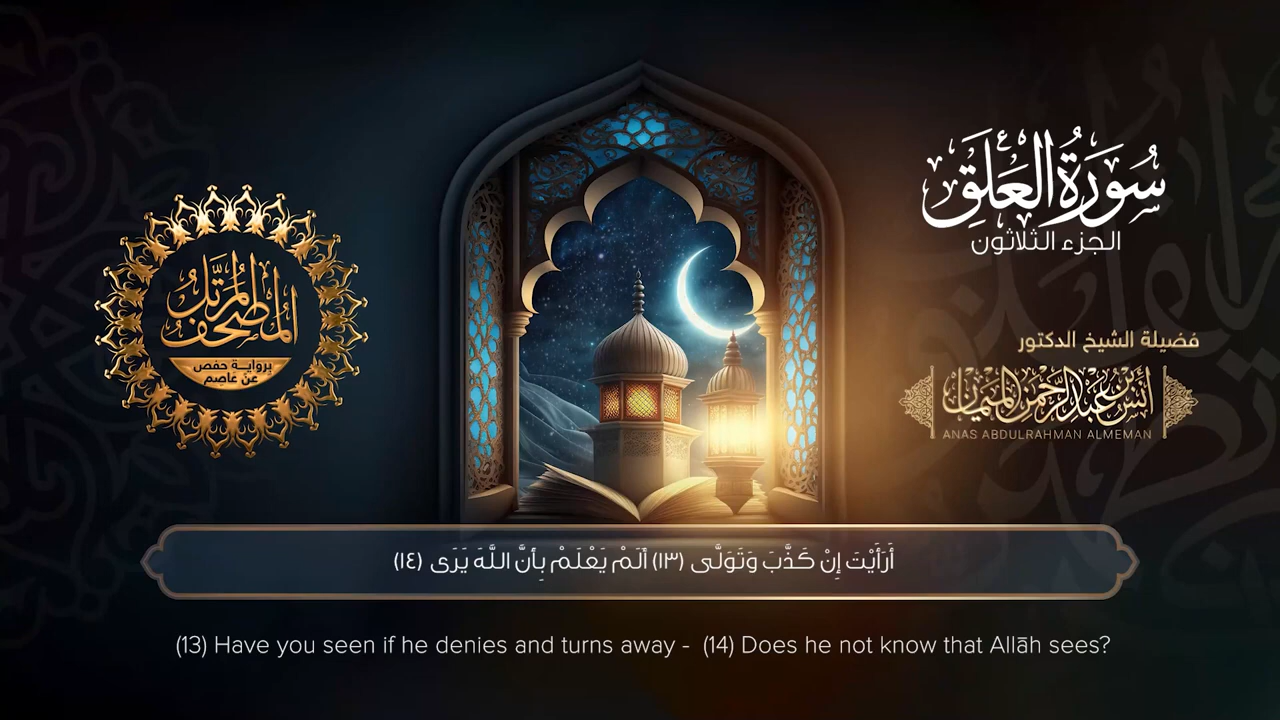 سُوْرَةُ العَلَقِ
الجزء الثلاثون
المصحف المرتل
برواية حفص
عن عاصم
فضيلة الشيخ الدكتور
أنس بن عبدالرحمن الميمان
ANAS ABDULRAHMAN ALMEMAN
أَرَأَيْتَ إِنْ كَذَّبَ وَتَوَلَّى (١٣) أَلَمْ يَعْلَمْ بِأَنَّ اللَّهَ يَرَى (١٤)
(13) Have you seen if he denies and turns away - (14) Does he not know that Allāh sees?